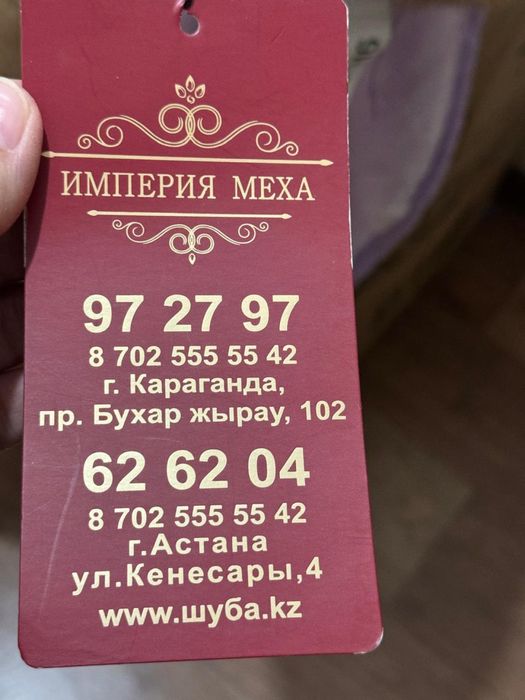 ИМПЕРИЯ МЕХА
97 27 97
8 702 555 55 42
г. Караганда,
пр. Бухар жырау, 102
62 62 04
8 702 555 55 42
г.Астана
ул.Кенесары,4
www.шуба.kz